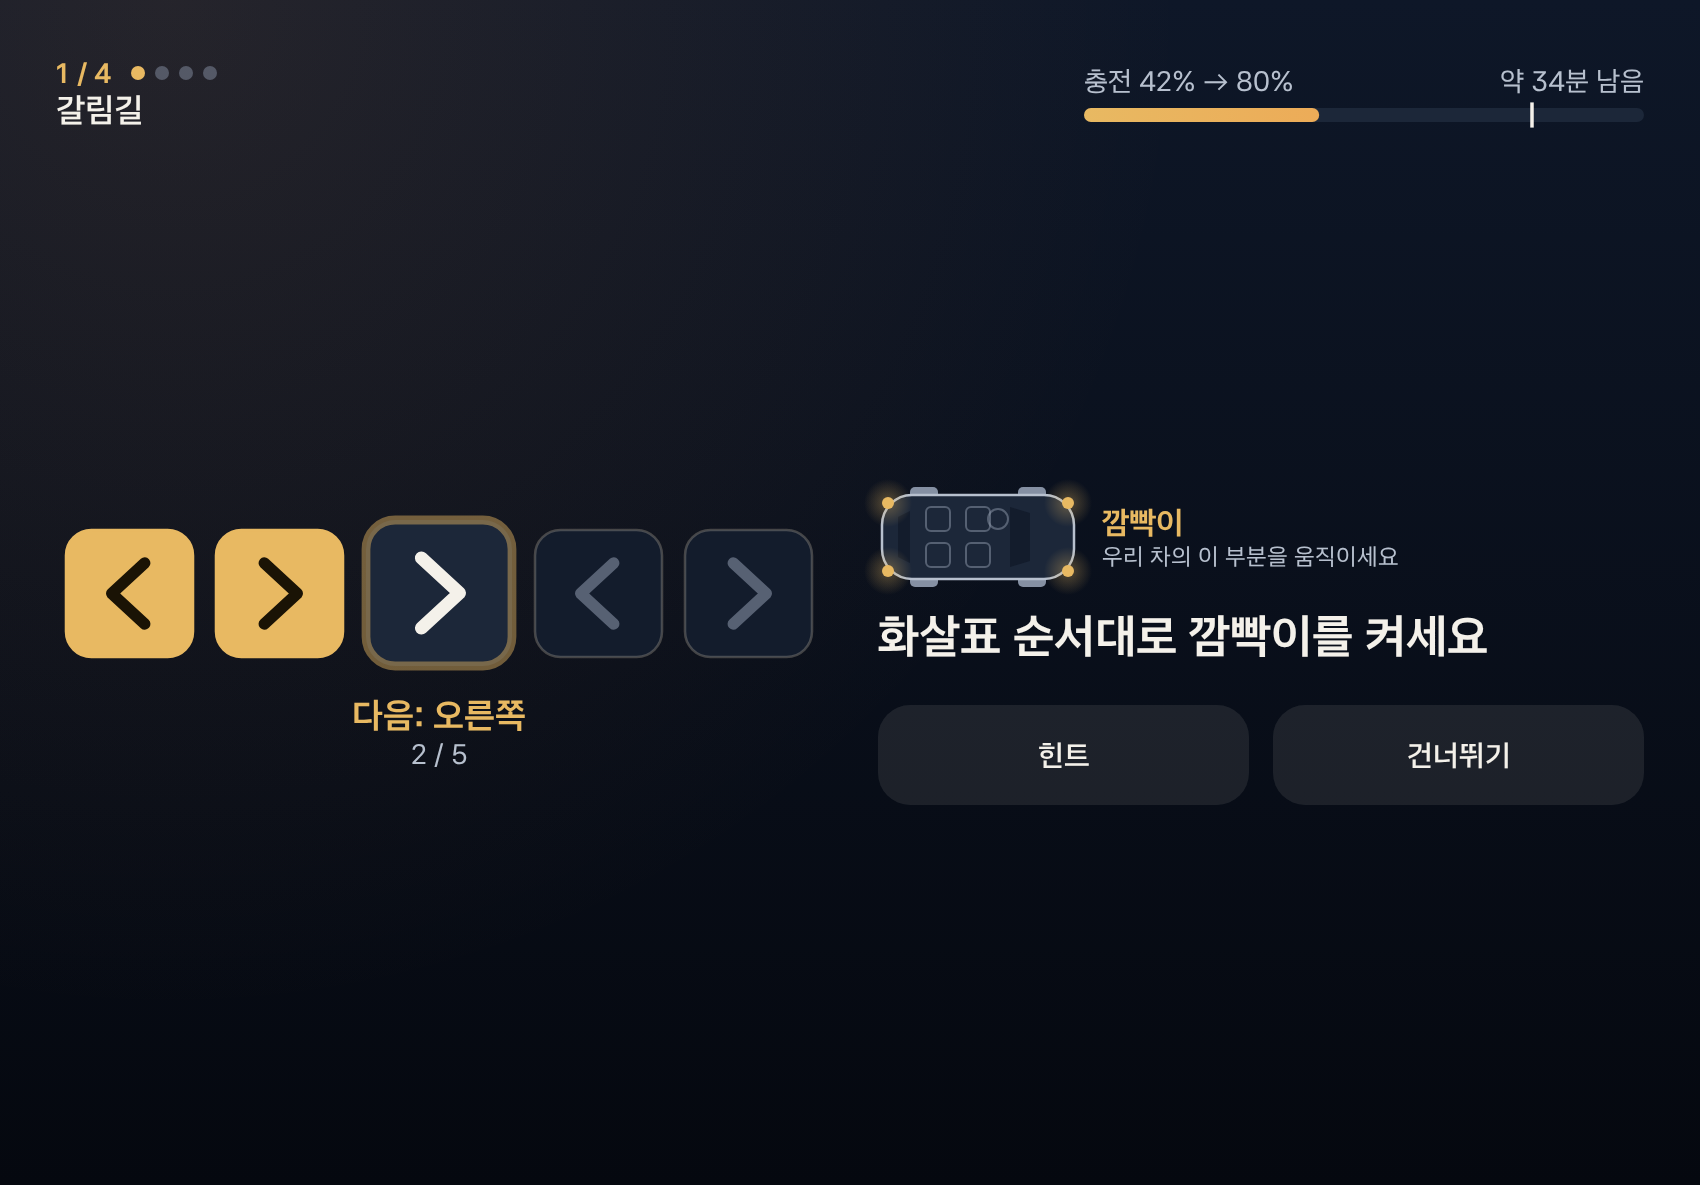 1 / 4
갈림길
충전 42% → 80%
약 34분 남음
다음: 오른쪽
2 / 5
깜빡이
우리 차의 이 부분을 움직이세요
화살표 순서대로 깜빡이를 켜세요
힌트
건너뛰기